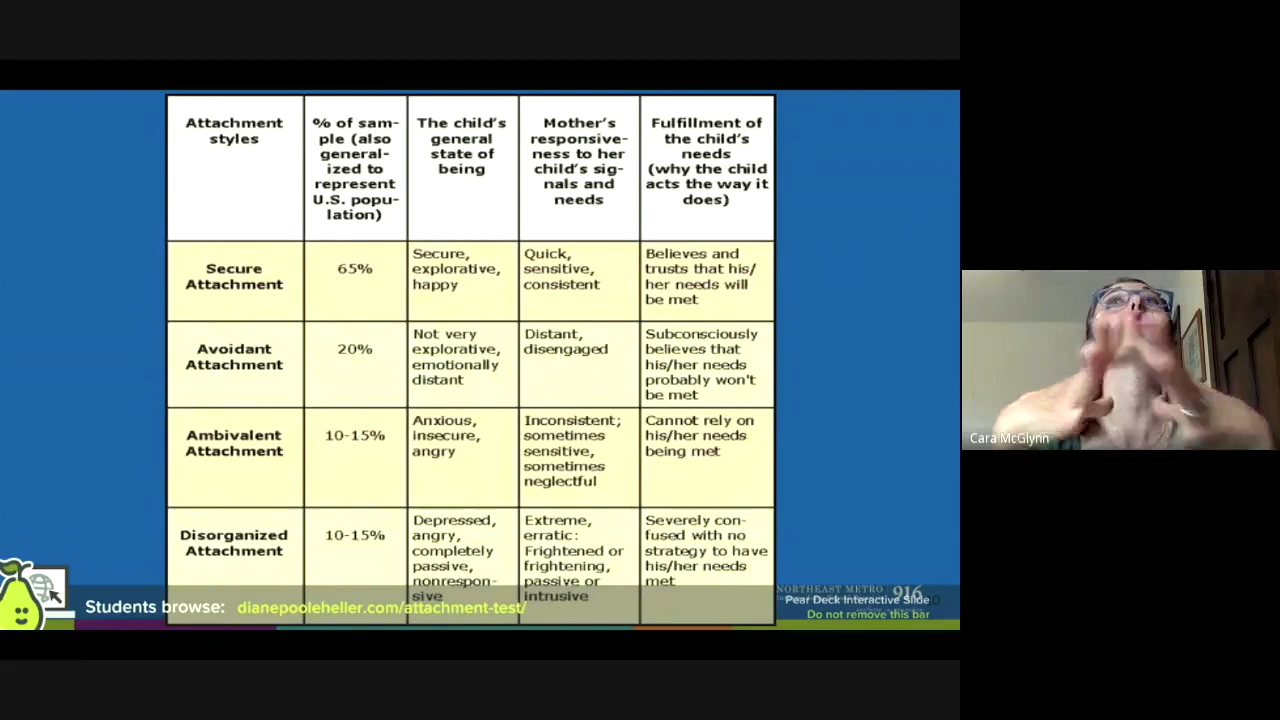 Attachment
styles
% of sam-
ple (also
general-
ized to
represent
U.S. popu-
lation)
The child's
general
state of
being
Mother's
responsive-
ness to her
child's sig-
nals and
needs
Fulfillment of
the child's
needs
(why the child
acts the way it
does)
Secure
Attachment
65%
Secure,
explorative,
happy
Quick,
sensitive,
consistent
Believes and
trusts that his/
her needs will
be met
Avoidant
Attachment
20%
Not very
explorative,
emotionally
distant
Distant,
disengaged
Subconsciously
believes that
his/her needs
probably won't
be met
Ambivalent
Attachment
10-15%
Anxious,
insecure,
angry
Inconsistent;
sometimes
sensitive,
sometimes
neglectful
Cannot rely on
his/her needs
being met
Disorganized
Attachment
10-15%
Depressed,
angry,
completely
passive,
nonrespon-
sive
Extreme,
erratic:
Frightened or
frightening,
passive or
intrusive
Severely con-
fused with no
strategy to have
his/her needs
met
Students browse: dianepooleheller.com/attachment-test/
NORTHEAST METRO 916
Pear Deck Interactive Slide
Do not remove this bar
Cara McGlynn